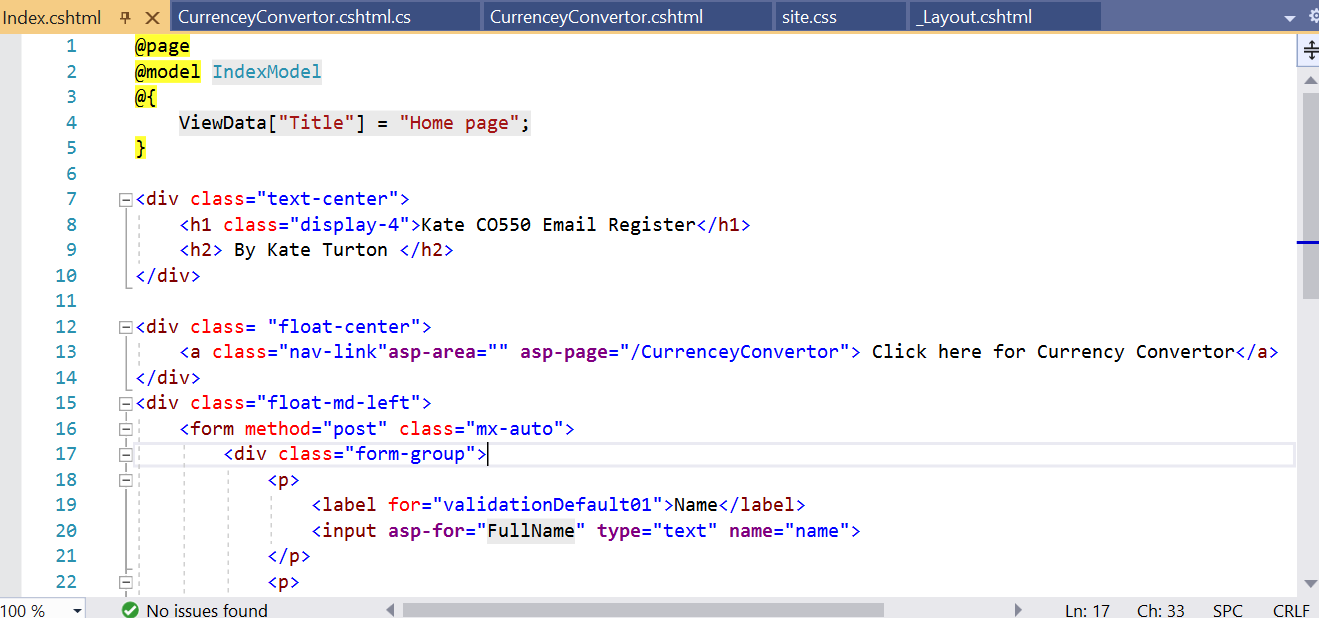 Index.cshtml CurrenceyConvertor.cshtml.cs CurrenceyConvertor.cshtml site.css _Layout.cshtml
1 @page
2 @model IndexModel
3 @{
4 ViewData["Title"] = "Home page";
5 }
6
7 <div class="text-center">
8 <h1 class="display-4">Kate CO550 Email Register</h1>
9 <h2> By Kate Turton </h2>
10 </div>
11
12 <div class= "float-center">
13 <a class="nav-link"asp-area="" asp-page="/CurrenceyConvertor"> Click here for Currency Convertor</a>
14 </div>
15 <div class="float-md-left">
16 <form method="post" class="mx-auto">
17 <div class="form-group">
18 <p>
19 <label for="validationDefault01">Name</label>
20 <input asp-for="FullName" type="text" name="name">
21 </p>
22 <p>
100 % No issues found Ln: 17 Ch: 33 SPC CRLF